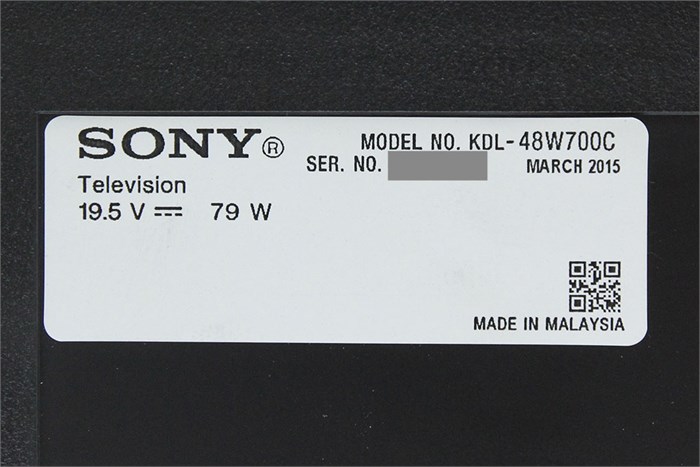 SONY®
MODEL NO. KDL-48W700C
SER. NO.
MARCH 2015
Television
19.5 V ⎓ 79 W
MADE IN MALAYSIA